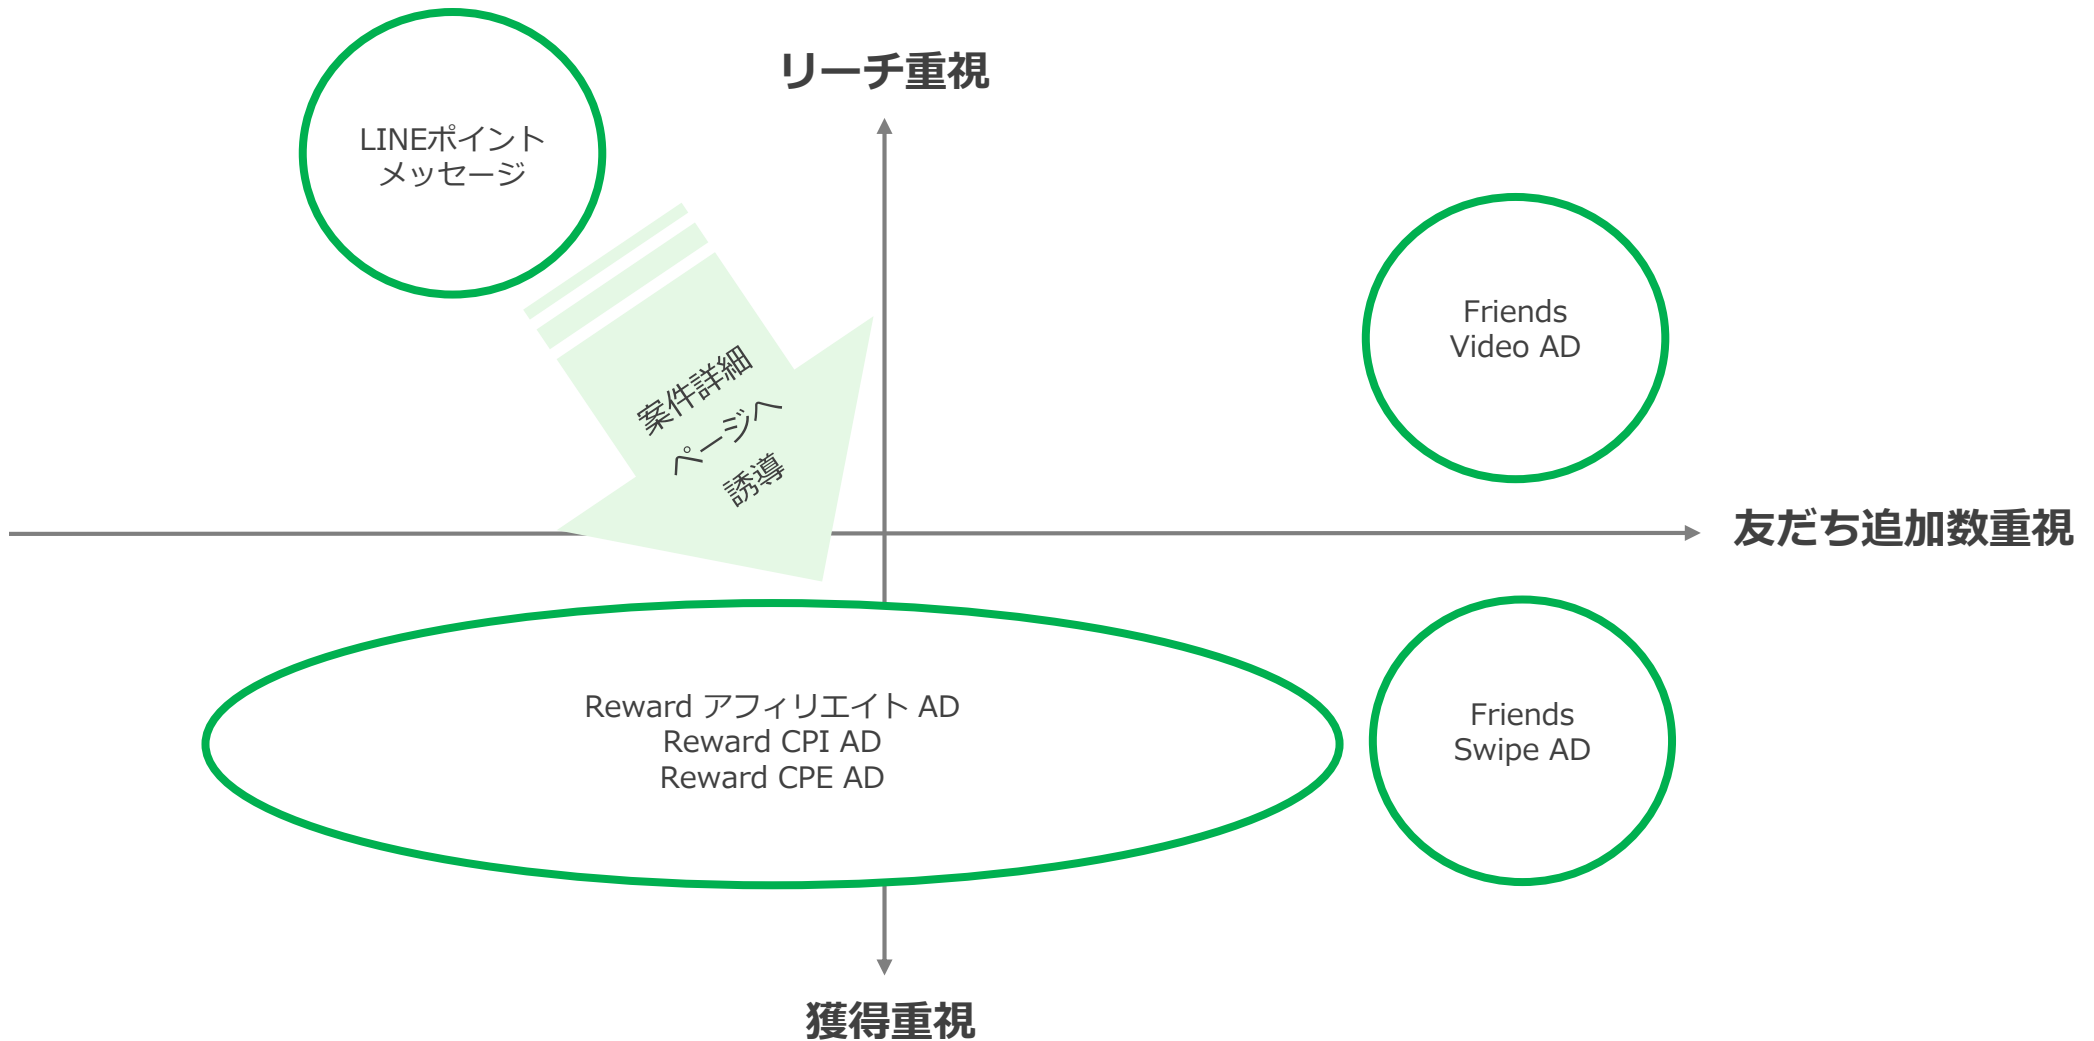 リーチ重視
LINEポイント
メッセージ
案件詳細
ページへ
誘導
Friends
Video AD
友だち追加数重視
Reward アフィリエイト AD
Reward CPI AD
Reward CPE AD
Friends
Swipe AD
獲得重視